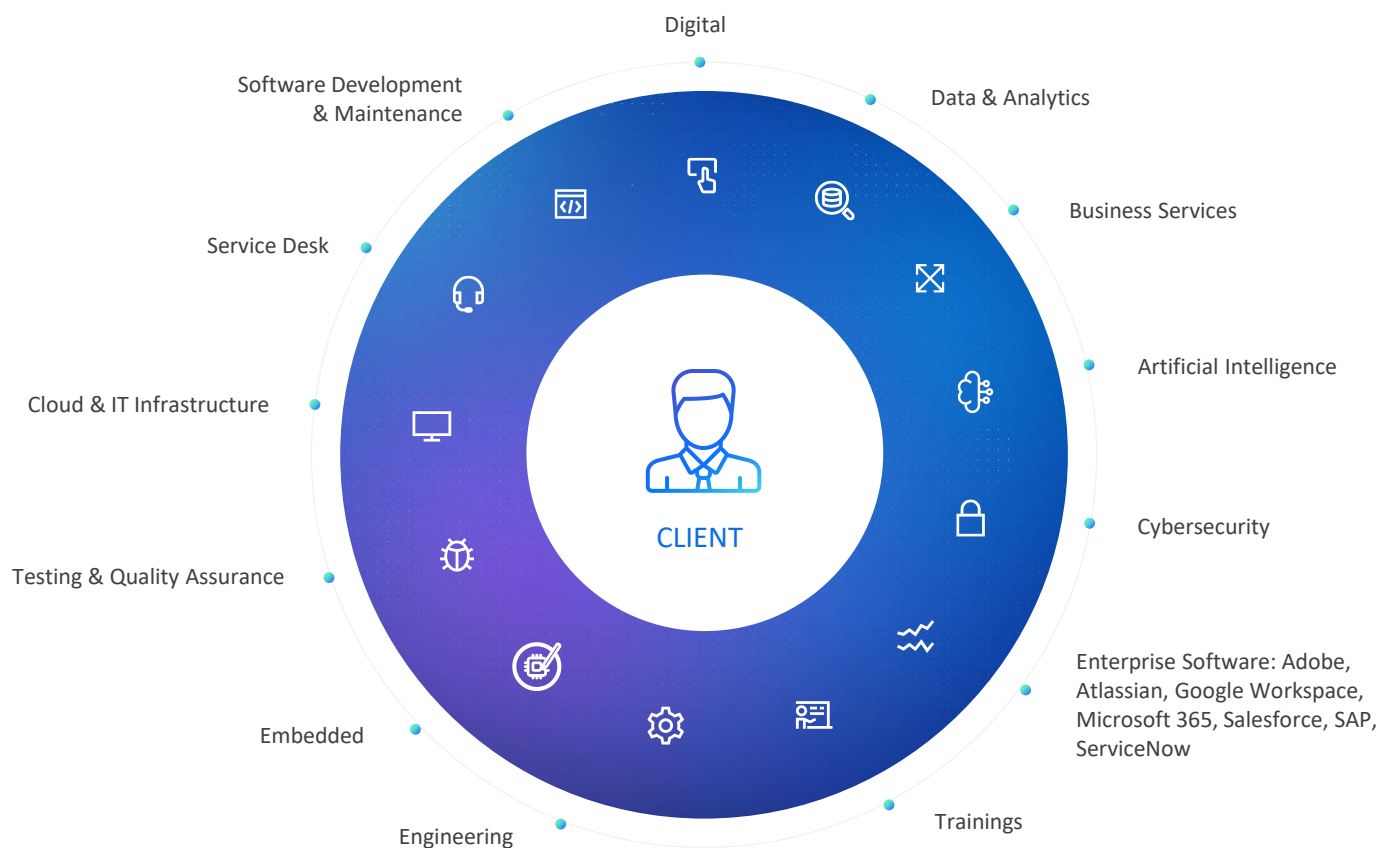 Digital
Software Development
& Maintenance
Data & Analytics
Business Services
Service Desk
Artificial Intelligence
Cloud & IT Infrastructure
CLIENT
Cybersecurity
Testing & Quality Assurance
Enterprise Software: Adobe,
Atlassian, Google Workspace,
Microsoft 365, Salesforce, SAP,
ServiceNow
Embedded
Trainings
Engineering